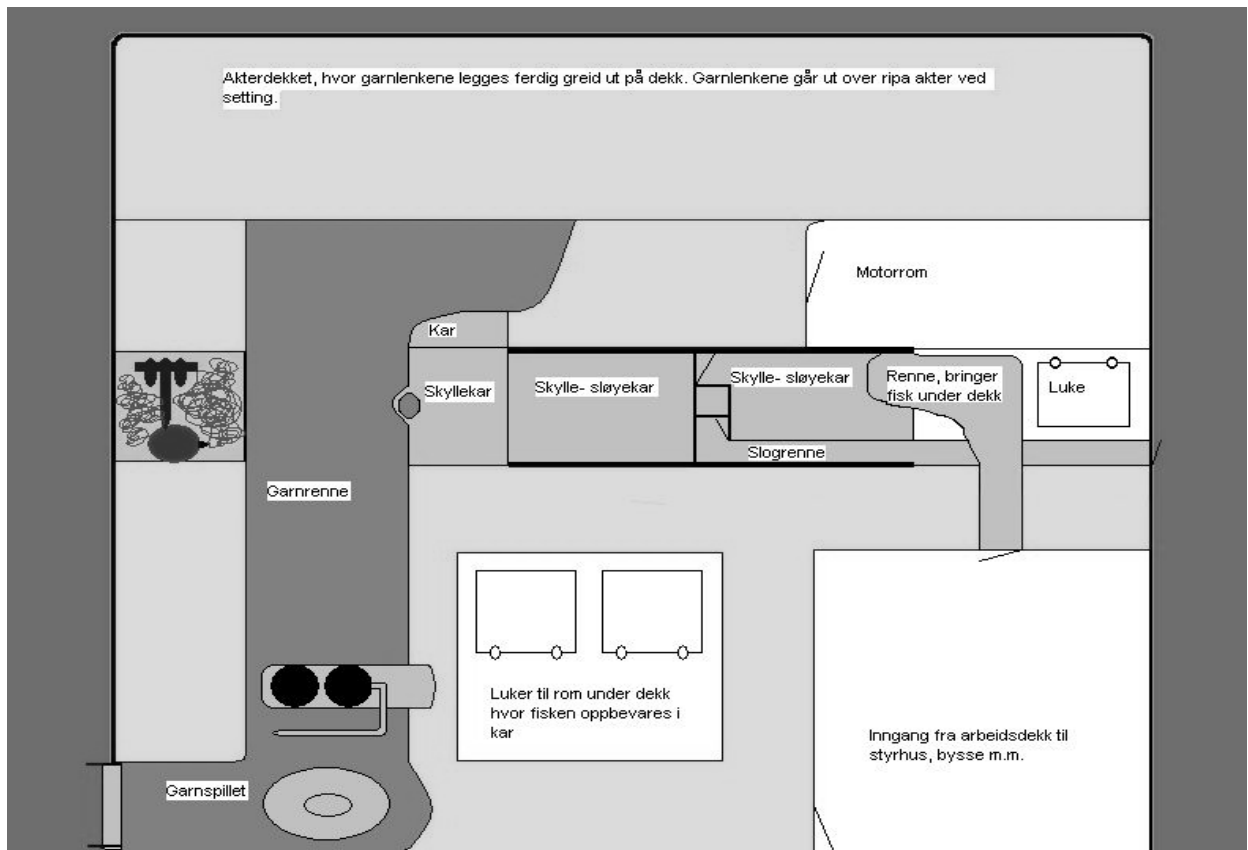 Akterdekket, hvor garnlenkene legges ferdig greid ut på dekk. Garnlenkene går ut over ripa akter ved
setting.
Motorrom
Kar
Skyllekar
Skylle- sløyekar
Skylle- sløyekar
Renne, bringer
fisk under dekk
Luke
Slogrenne
Garnrenne
Luker til rom under dekk
hvor fisken oppbevares i
kar
Inngang fra arbeidsdekk til
styrhus, bysse m.m.
Garnspillet